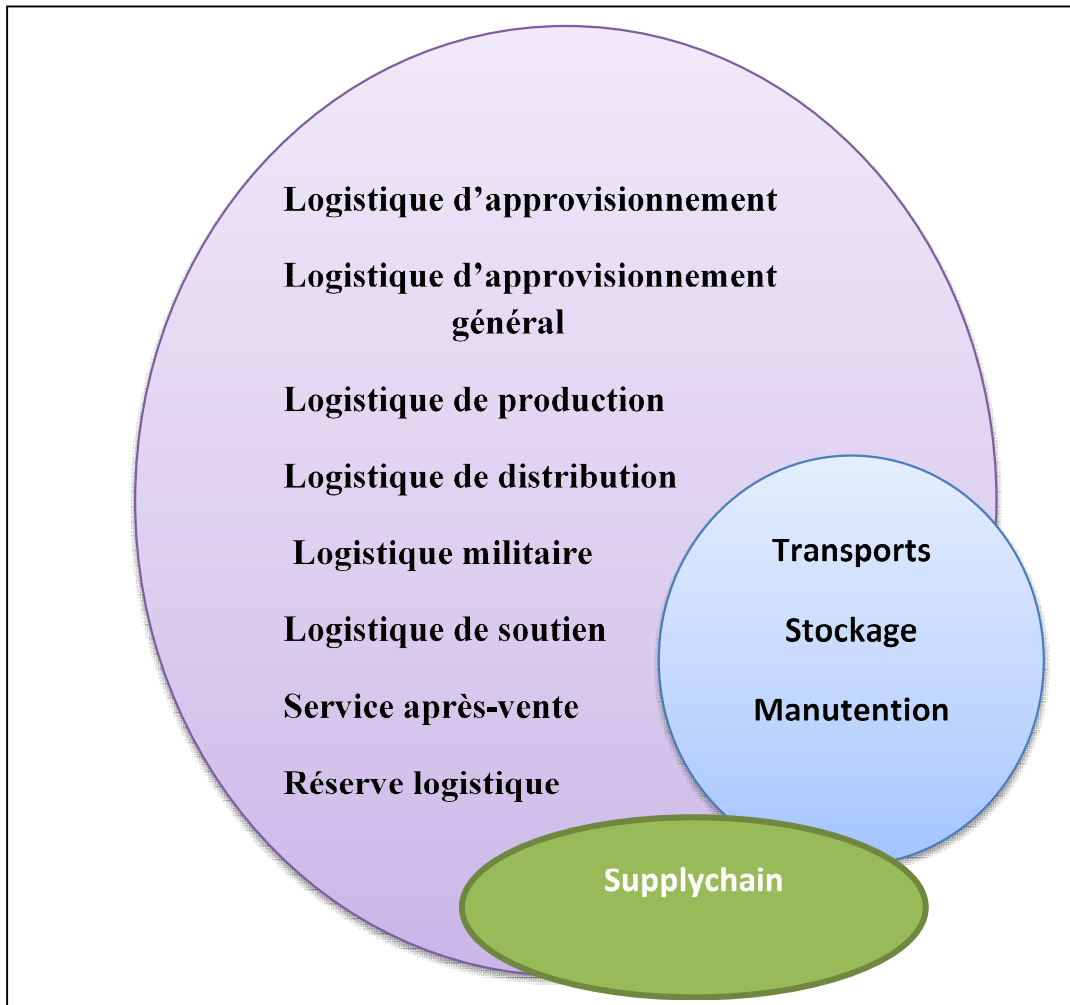 Logistique d’approvisionnement
Logistique d’approvisionnement
général
Logistique de production
Logistique de distribution
Logistique militaire
Logistique de soutien
Service après-vente
Réserve logistique
Transports
Stockage
Manutention
Supplychain